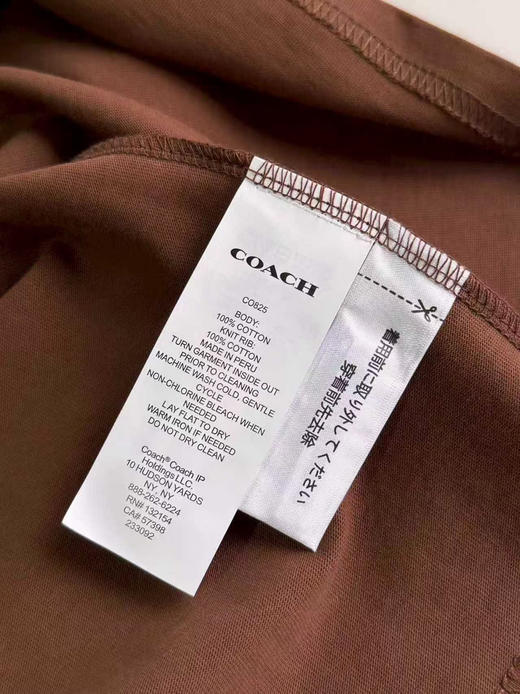 COACH
CO825
BODY:
100% COTTON
KNIT RIB:
100% COTTON
MADE IN PERU
TURN GARMENT INSIDE OUT
PRIOR TO CLEANING
MACHINE WASH COLD, GENTLE
CYCLE
NON-CHLORINE BLEACH WHEN
NEEDED
LAY FLAT TO DRY
WARM IRON IF NEEDED
DO NOT DRY CLEAN
Coach® Coach IP
Holdings LLC.
10 HUDSON YARDS
NY, NY
888-262-6224
RN# 132154
CA# 57398
233092
着用前に取り外してください
穿着前先去除